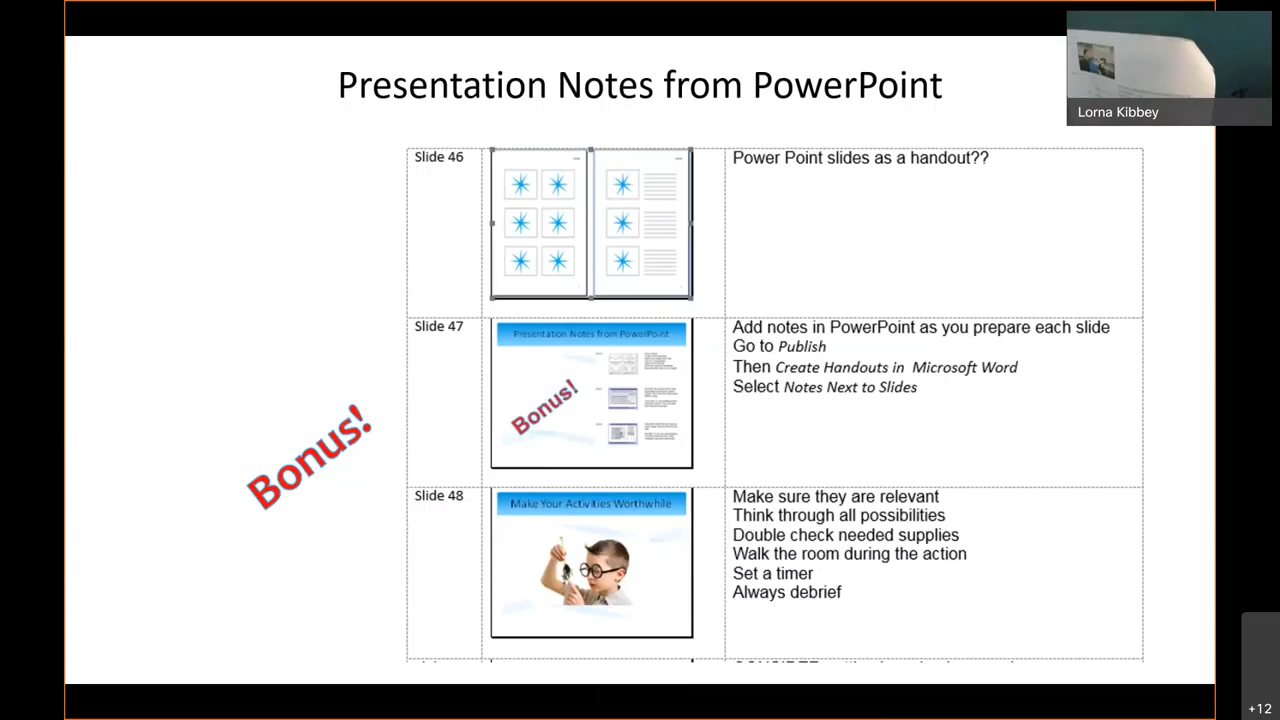 Presentation Notes from PowerPoint
Lorna Kibbey
Slide 46
Power Point slides as a handout??
Slide 47
Presentation Notes from PowerPoint
Bonus!
Add notes in PowerPoint as you prepare each slide
Go to Publish
Then Create Handouts in Microsoft Word
Select Notes Next to Slides
Bonus!
Slide 48
Make Your Activities Worthwhile
Make sure they are relevant
Think through all possibilities
Double check needed supplies
Walk the room during the action
Set a timer
Always debrief
+12